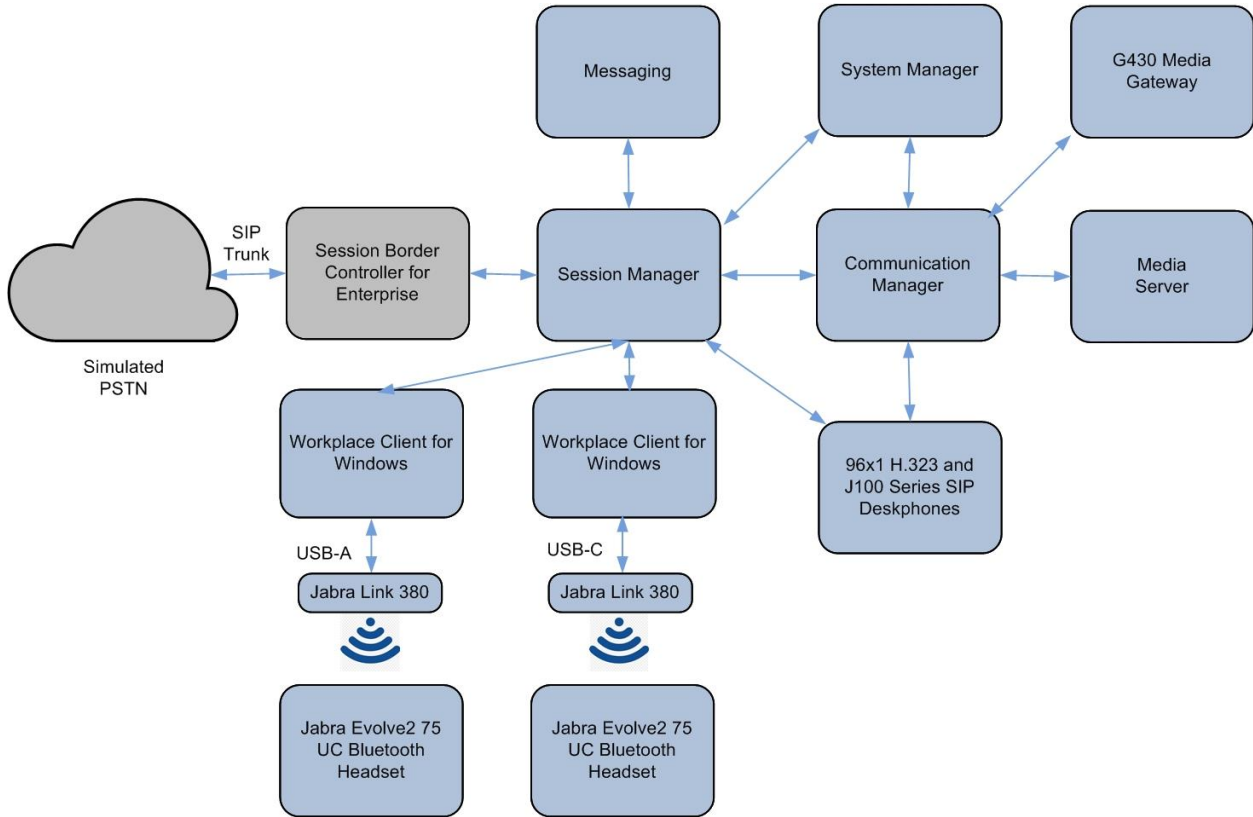 Messaging
System Manager
G430 Media
Gateway
SIP
Trunk
Session Border
Controller for
Enterprise
Session Manager
Communication
Manager
Media
Server
Simulated
PSTN
Workplace Client for
Windows
Workplace Client for
Windows
96x1 H.323 and
J100 Series SIP
Deskphones
USB-A
USB-C
Jabra Link 380
Jabra Link 380
Jabra Evolve2 75
UC Bluetooth
Headset
Jabra Evolve2 75
UC Bluetooth
Headset